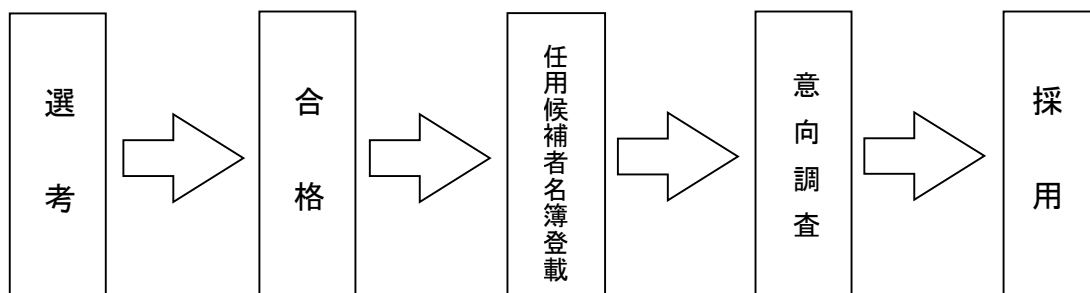 選考
合格
任用候補者名簿登載
意向調査
採用